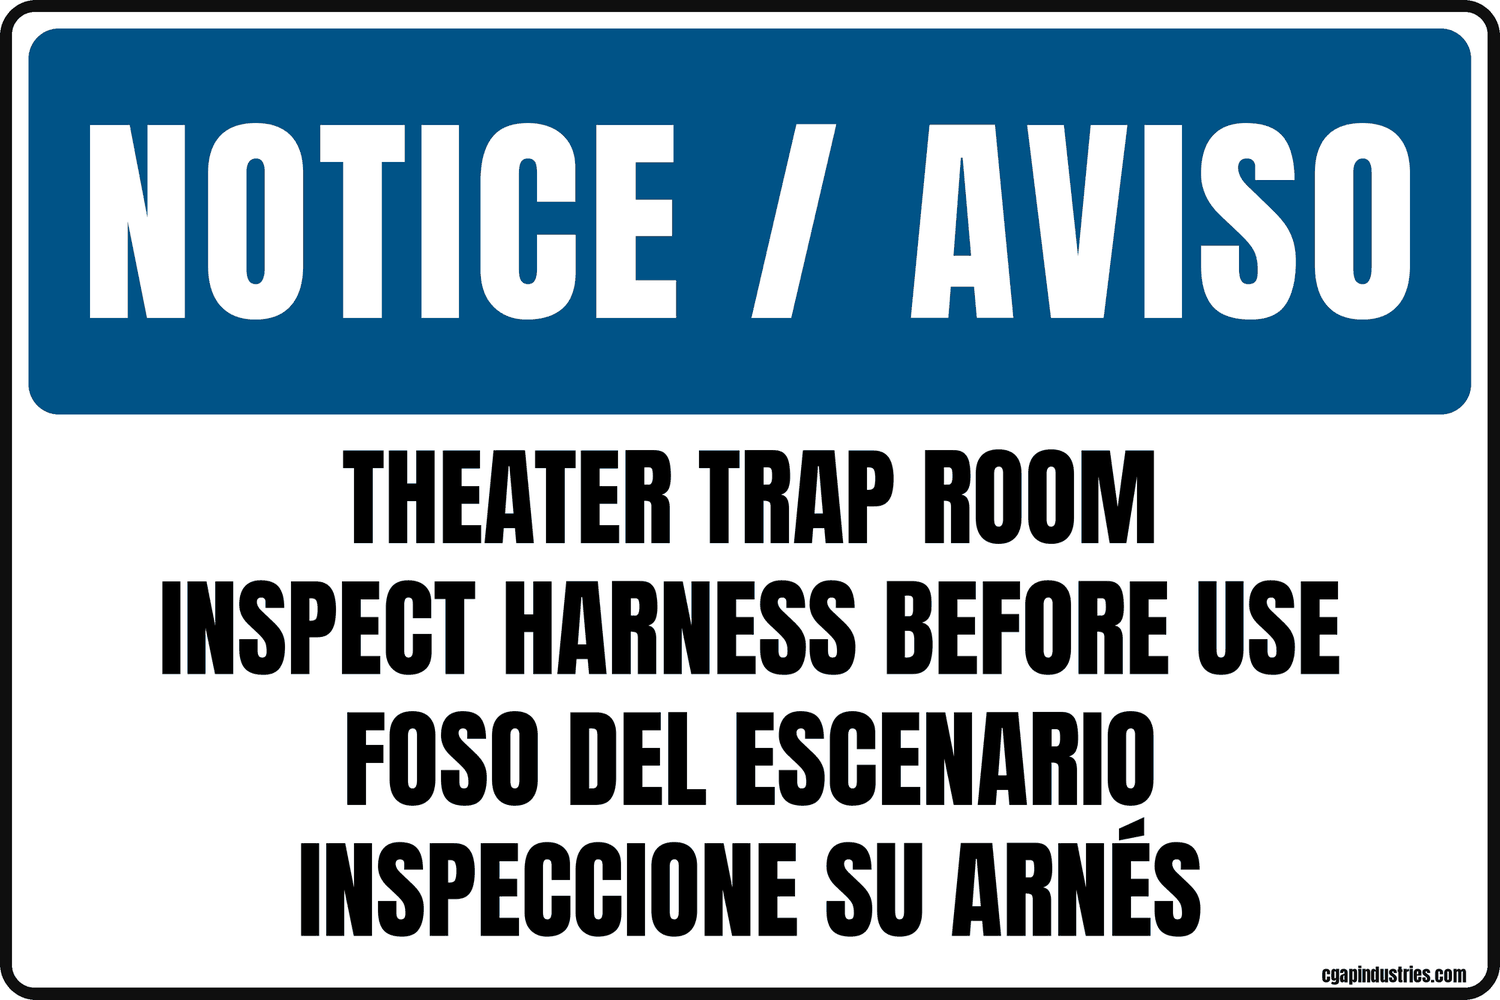 NOTICE / AVISO
THEATER TRAP ROOM
INSPECT HARNESS BEFORE USE
FOSO DEL ESCENARIO
INSPECCIONE SU ARNÉS
cgapindustries.com